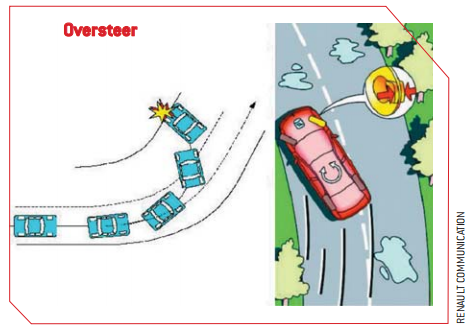 Oversteer
RENAULT COMMUNICATION